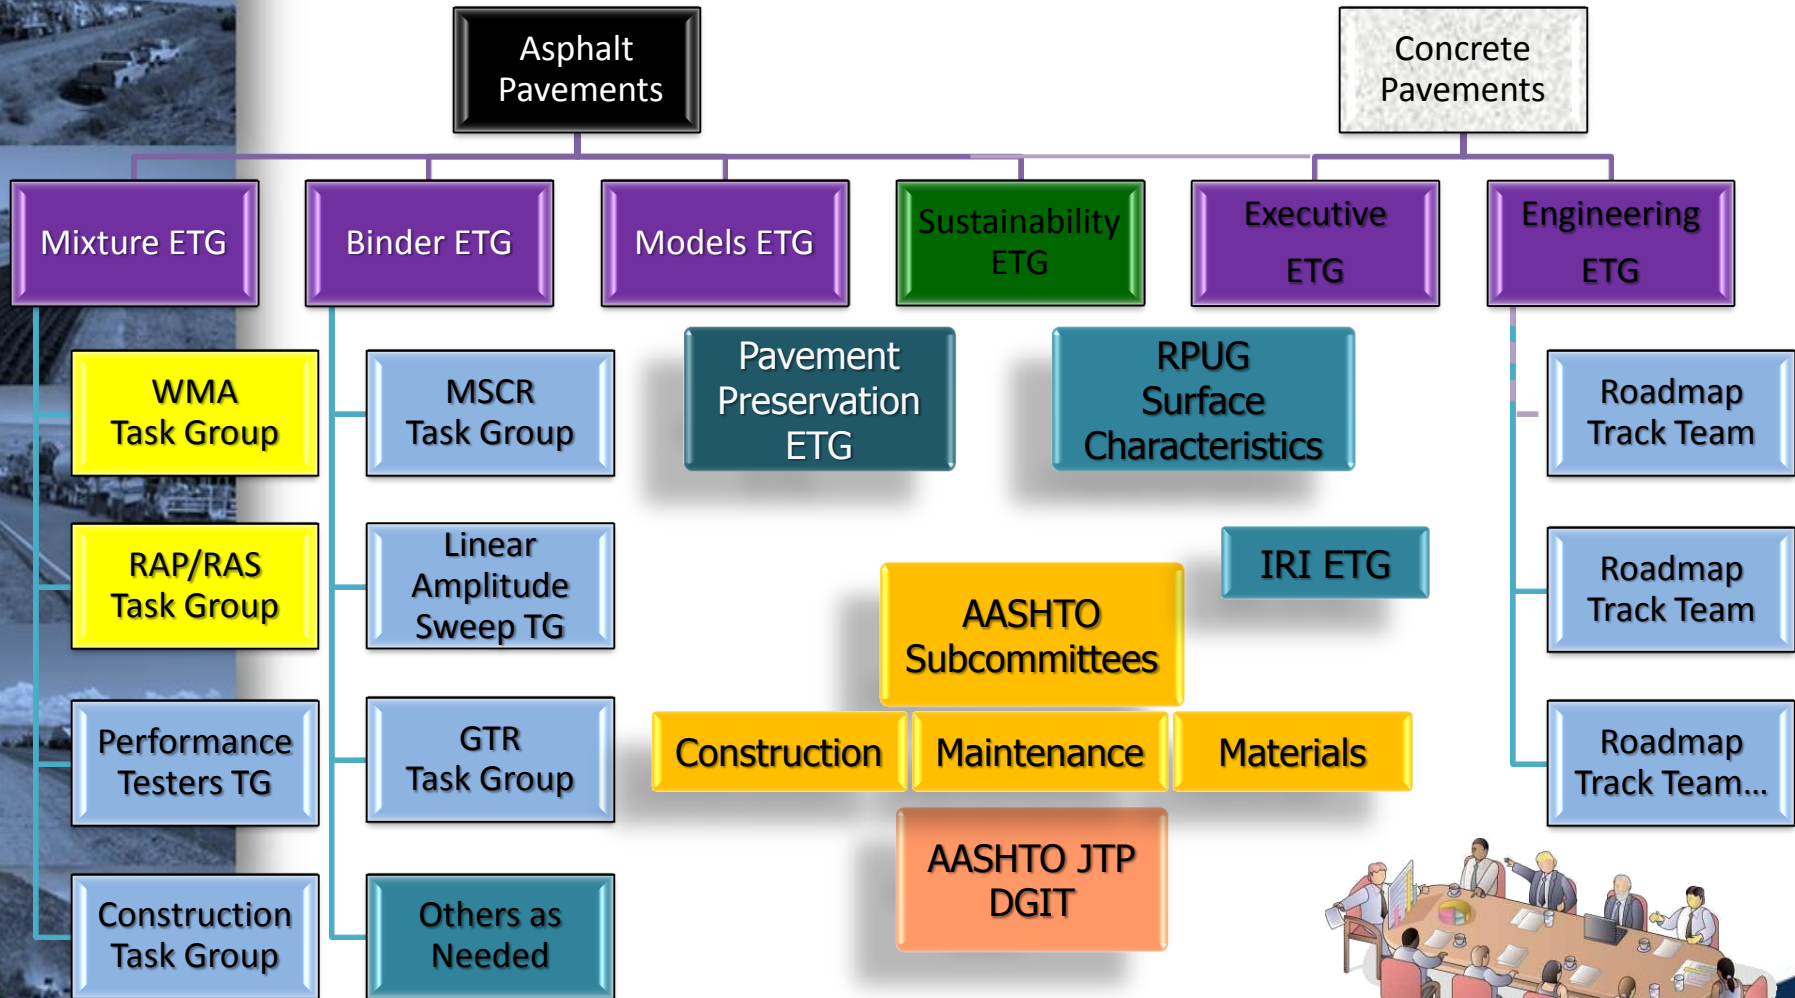 Asphalt
Pavements
Concrete
Pavements
Mixture ETG
Binder ETG
Models ETG
Sustainability
ETG
Executive
ETG
Engineering
ETG
WMA
Task Group
RAP/RAS
Task Group
Performance
Testers TG
Construction
Task Group
MSCR
Task Group
Linear
Amplitude
Sweep TG
GTR
Task Group
Others as
Needed
Pavement
Preservation
ETG
RPUG
Surface
Characteristics
IRI ETG
AASHTO
Subcommittees
Construction
Maintenance
Materials
AASHTO JTP
DGIT
Roadmap
Track Team
Roadmap
Track Team
Roadmap
Track Team...